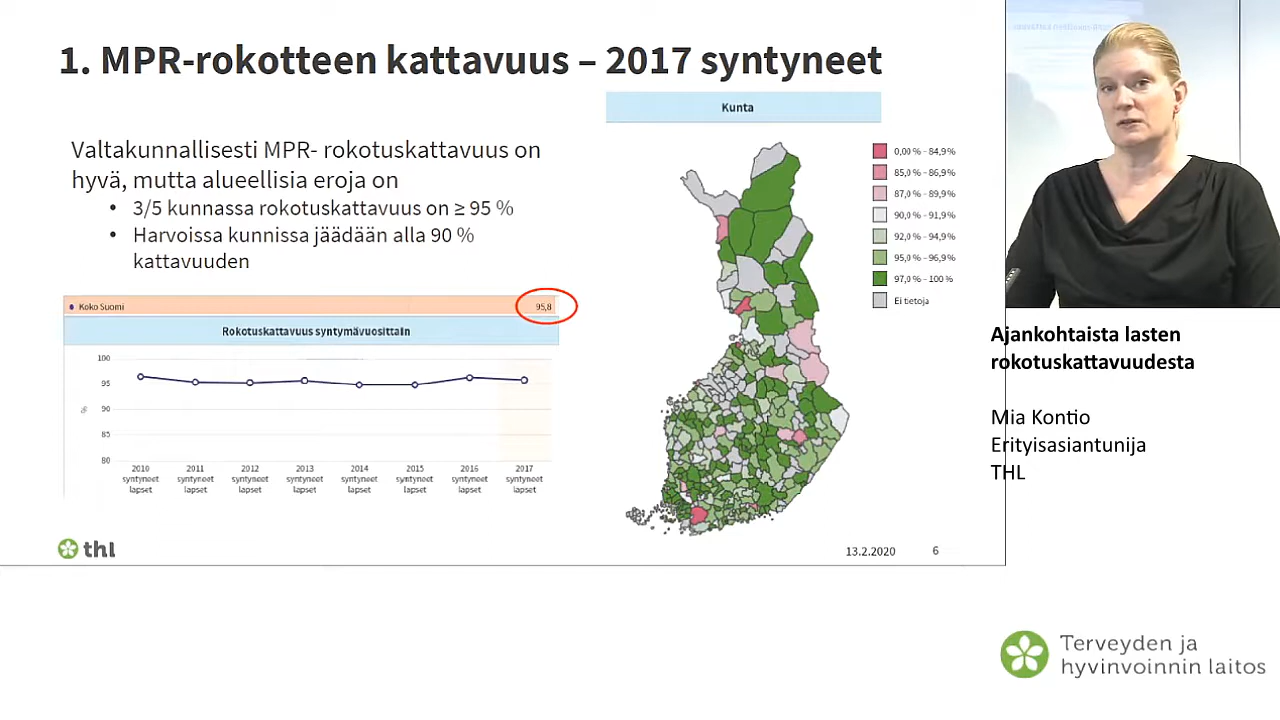 1. MPR-rokotteen kattavuus – 2017 syntyneet
Kunta
Valtakunnallisesti MPR- rokotuskattavuus on
hyvä, mutta alueellisia eroja on
• 3/5 kunnassa rokotuskattavuus on ≥ 95 %
• Harvoissa kunnissa jäädään alla 90 %
kattavuuden
Koko Suomi 95,8
Rokotuskattavuus syntymävuosittain
100
95
90
85
80
%
2010 syntyneet lapset
2011 syntyneet lapset
2012 syntyneet lapset
2013 syntyneet lapset
2014 syntyneet lapset
2015 syntyneet lapset
2016 syntyneet lapset
2017 syntyneet lapset
0,00 % - 84,9 %
85,0 % - 86,9 %
87,0 % - 89,9 %
90,0 % - 91,9 %
92,0 % - 94,9 %
95,0 % - 96,9 %
97,0 % - 100 %
Ei tietoja
thl
13.2.2020 6
Ajankohtaista lasten
rokotuskattavuudesta
Mia Kontio
Erityisasiantunija
THL
Terveyden ja
hyvinvoinnin laitos